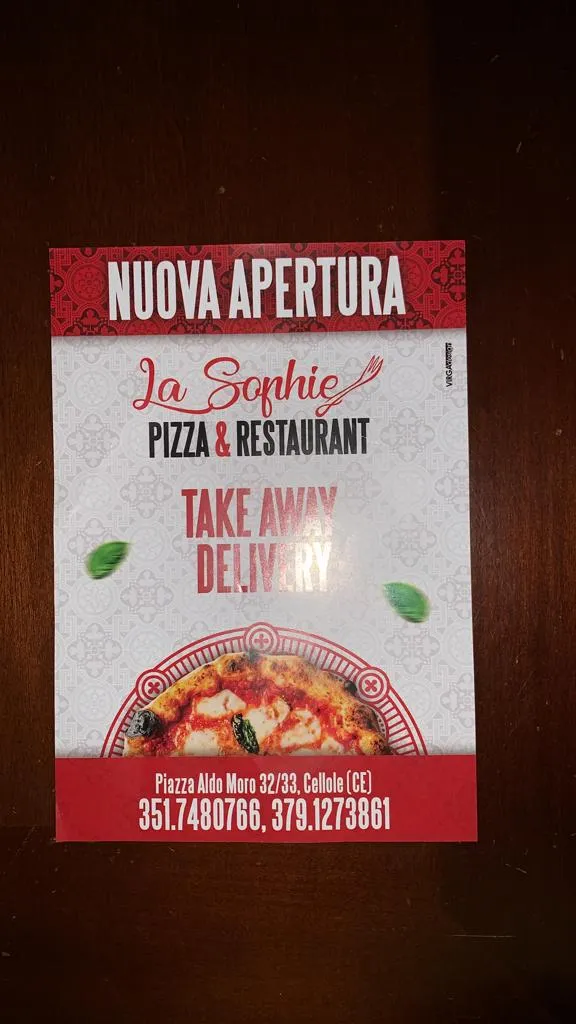 NUOVA APERTURA
La Sophie
PIZZA & RESTAURANT
TAKE AWAY
DELIVERY
Piazza Aldo Moro 32/33, Cellole (CE)
351.7480766, 379.1273861